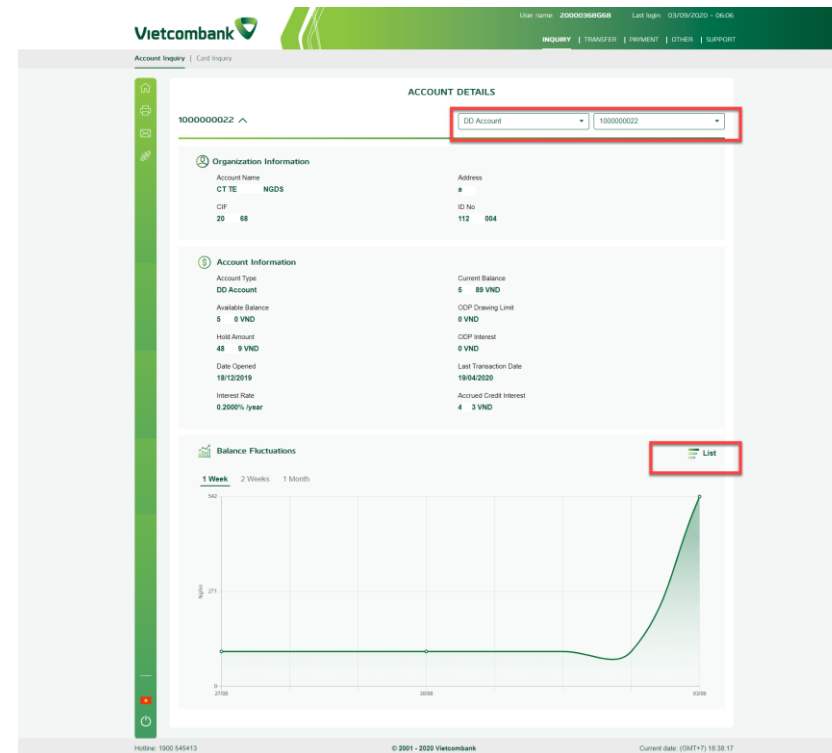 User name: 20000368G68 Last login: 03/09/2020 - 06:06
Vietcombank
INQUIRY | TRANSFER | PAYMENT | OTHER | SUPPORT
Account Inquiry | Card Inquiry
ACCOUNT DETAILS
1000000022 DD Account 1000000022
Organization Information
Account Name Address
CT TE NGDS a
CIF ID No
20 68 112 004
Account Information
Account Type Current Balance
DD Account 5 89 VND
Available Balance ODP Drawing Limit
5 0 VND 0 VND
Hold Amount ODP Interest
48 9 VND 0 VND
Date Opened Last Transaction Date
18/12/2019 19/04/2020
Interest Rate Accrued Credit Interest
0.2000% /year 4 3 VND
Balance Fluctuations List
1 Week 2 Weeks 1 Month
542
271
Nghìn
0
27/08 30/08 03/09
Hotline: 1900 545413 © 2001 - 2020 Vietcombank Current date: (GMT+7) 18:38:17